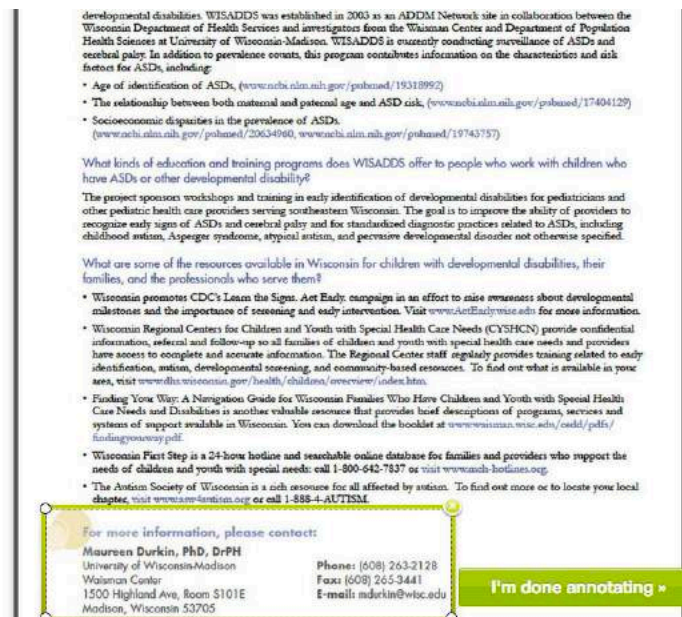 developmental disabilities. WISADDS was established in 2003 as an ADDM Network site in collaboration between the
Wisconsin Department of Health Services and investigators from the Waisman Center and Department of Population
Health Sciences at University of Wisconsin-Madison. WISADDS is currently conducting surveillance of ASDs and
cerebral palsy. In addition to prevalence counts, this program contributes information on the characteristics and risk
factors for ASDs, including:
• Age of identification of ASDs, (www.ncbi.nlm.nih.gov/pubmed/19318992)
• The relationship between both maternal and paternal age and ASD risk, (www.ncbi.nlm.nih.gov/pubmed/17404129)
• Socioeconomic disparities in the prevalence of ASDs.
(www.ncbi.nlm.nih.gov/pubmed/20634960, www.ncbi.nlm.nih.gov/pubmed/19743757)
What kinds of education and training programs does WISADDS offer to people who work with children who
have ASDs or other developmental disability?
The project sponsors workshops and training in early identification of developmental disabilities for pediatricians and
other pediatric health care providers serving southeastern Wisconsin. The goal is to improve the ability of providers to
recognize early signs of ASDs and cerebral palsy and for standardized diagnostic practices related to ASDs, including
childhood autism, Asperger syndrome, atypical autism, and pervasive developmental disorder not otherwise specified.
What are some of the resources available in Wisconsin for children with developmental disabilities, their
families, and the professionals who serve them?
• Wisconsin promotes CDC's Learn the Signs. Act Early. campaign in an effort to raise awareness about developmental
milestones and the importance of screening and early intervention. Visit www.ActEarly.wisc.edu for more information.
• Wisconsin Regional Centers for Children and Youth with Special Health Care Needs (CYSHCN) provide confidential
information, referral and follow-up so all families of children and youth with special health care needs and providers
have access to complete and accurate information. The Regional Center staff regularly provides training related to early
identification, autism, developmental screening, and community-based resources. To find out what is available in your
area, visit www.dhs.wisconsin.gov/health/children/overview/index.htm.
• Finding Your Way: A Navigation Guide for Wisconsin Families Who Have Children and Youth with Special Health
Care Needs and Disabilities is another valuable resource that provides brief descriptions of programs, services and
systems of support available in Wisconsin. You can download the booklet at www.waisman.wisc.edu/cedd/pdfs/
findingyourway.pdf.
• Wisconsin First Step is a 24-hour hotline and searchable online database for families and providers who support the
needs of children and youth with special needs: call 1-800-642-7837 or visit www.mch-hotlines.org.
• The Autism Society of Wisconsin is a rich resource for all affected by autism. To find out more or to locate your local
chapter, visit www.asw4autism.org or call 1-888-4-AUTISM.
For more information, please contact:
Maureen Durkin, PhD, DrPH
University of Wisconsin-Madison Phone: (608) 263-2128
Waisman Center Fax: (608) 265-3441
1500 Highland Ave, Room S101E E-mail: mdurkin@wisc.edu
Madison, Wisconsin 53705
I'm done annotating »